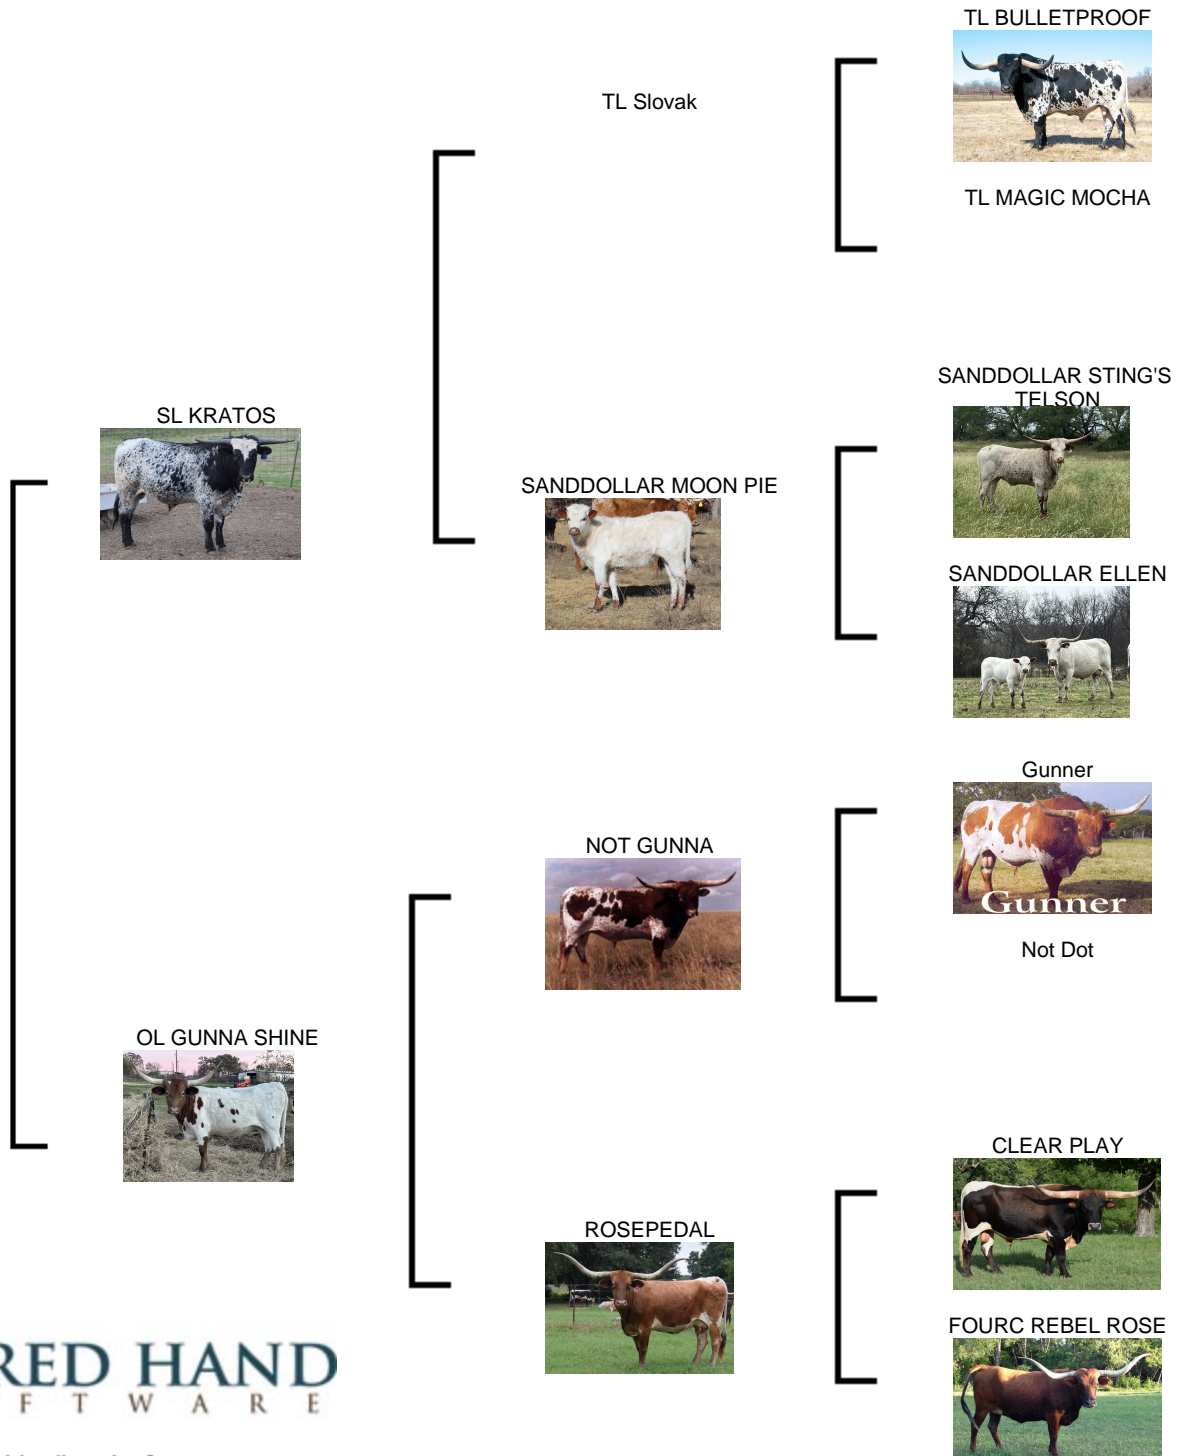 TL BULLETPROOF
TL Slovak
TL MAGIC MOCHA
SANDDOLLAR STING'S
TELSON
SL KRATOS
SANDDOLLAR MOON PIE
SANDDOLLAR ELLEN
Gunner
NOT GUNNA
Gunner
Not Dot
OL GUNNA SHINE
CLEAR PLAY
ROSEPEDAL
FOURC REBEL ROSE
RED HAND
F T W A R E